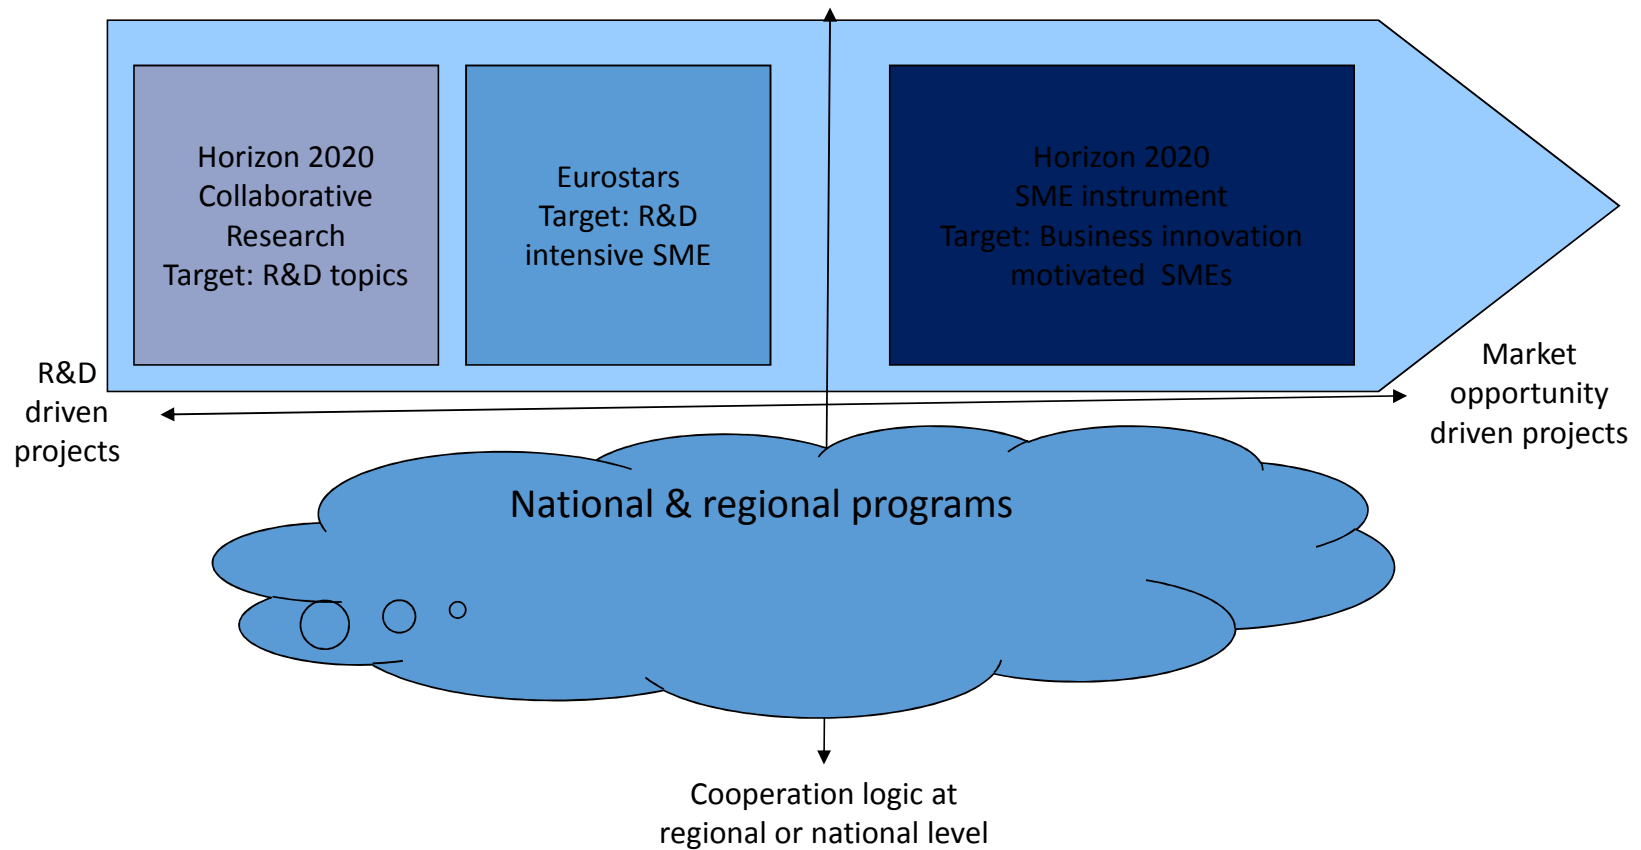 Horizon 2020
Collaborative
Research
Target: R&D topics
Eurostars
Target: R&D
intensive SME
Horizon 2020
SME instrument
Target: Business innovation
motivated  SMEs
R&D
driven
projects
Market
opportunity
driven projects
National & regional programs
Cooperation logic at
regional or national level